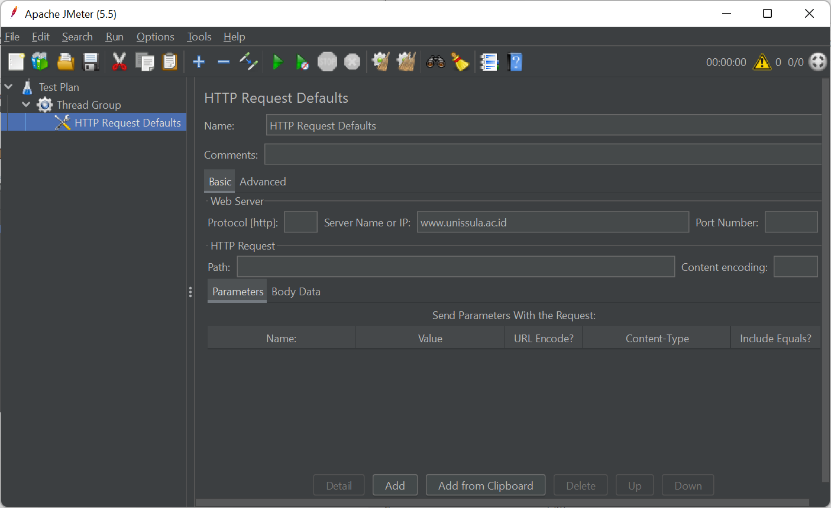 Apache JMeter (5.5)
File Edit Search Run Options Tools Help
00:00:00 0 0/0
Test Plan
Thread Group
HTTP Request Defaults
HTTP Request Defaults
Name: HTTP Request Defaults
Comments:
Basic Advanced
Web Server
Protocol [http]: Server Name or IP: www.unissula.ac.id Port Number:
HTTP Request
Path: Content encoding:
Parameters Body Data
Send Parameters With the Request:
Name: Value URL Encode? Content-Type Include Equals?
Detail Add Add from Clipboard Delete Up Down